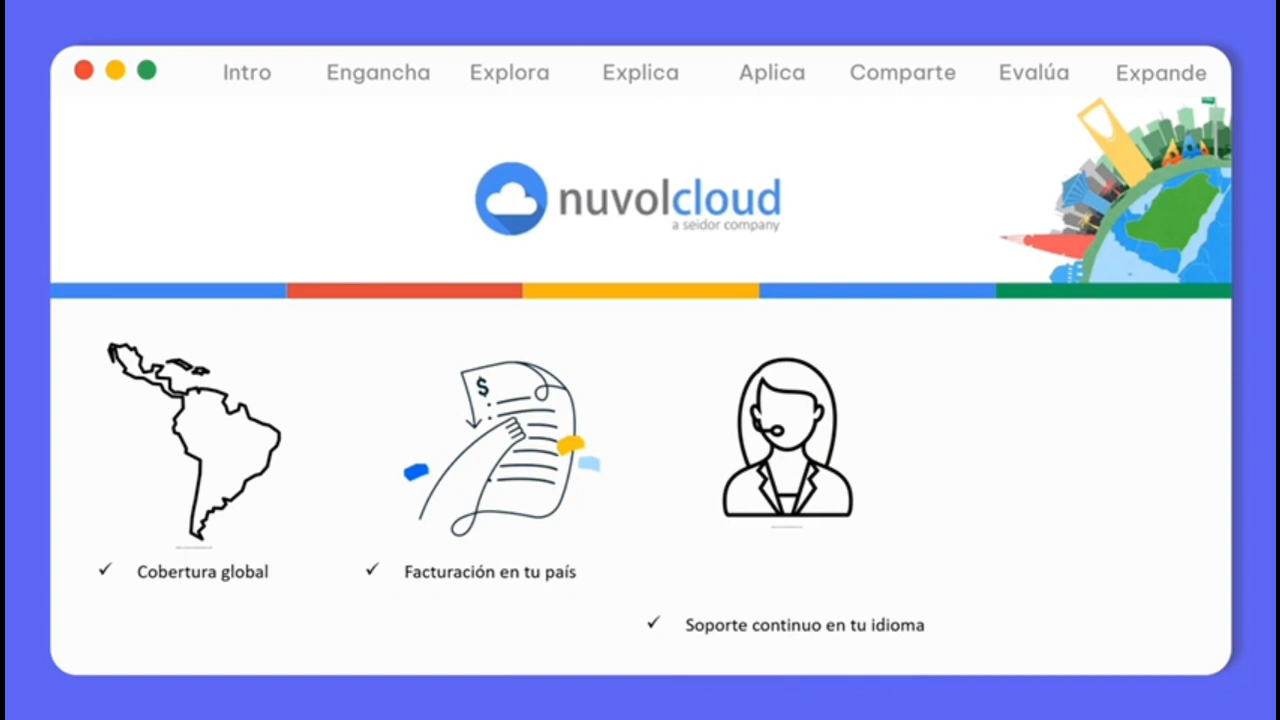 Intro Engancha Explora Explica Aplica Comparte Evalúa Expande
nuvolcloud
a seidor company
$
✓ Cobertura global
✓ Facturación en tu país
✓ Soporte continuo en tu idioma